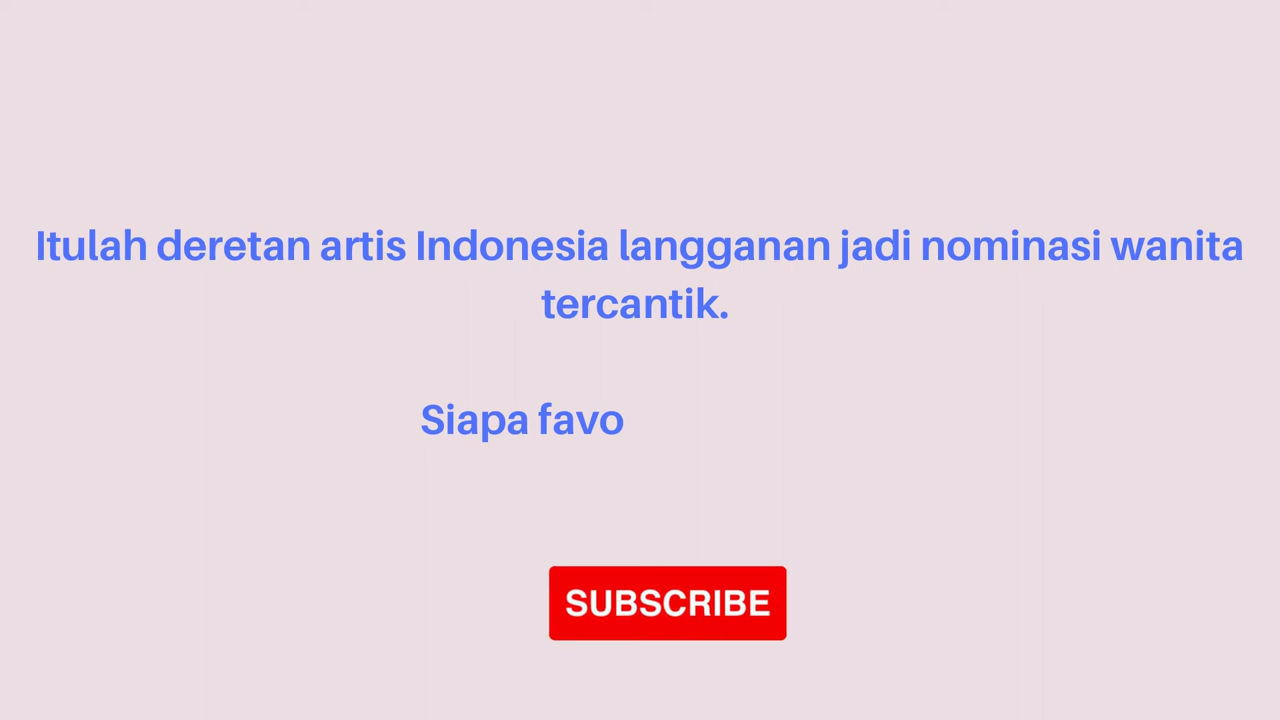 Itulah deretan artis Indonesia langganan jadi nominasi wanita
tercantik.
Siapa favo
SUBSCRIBE